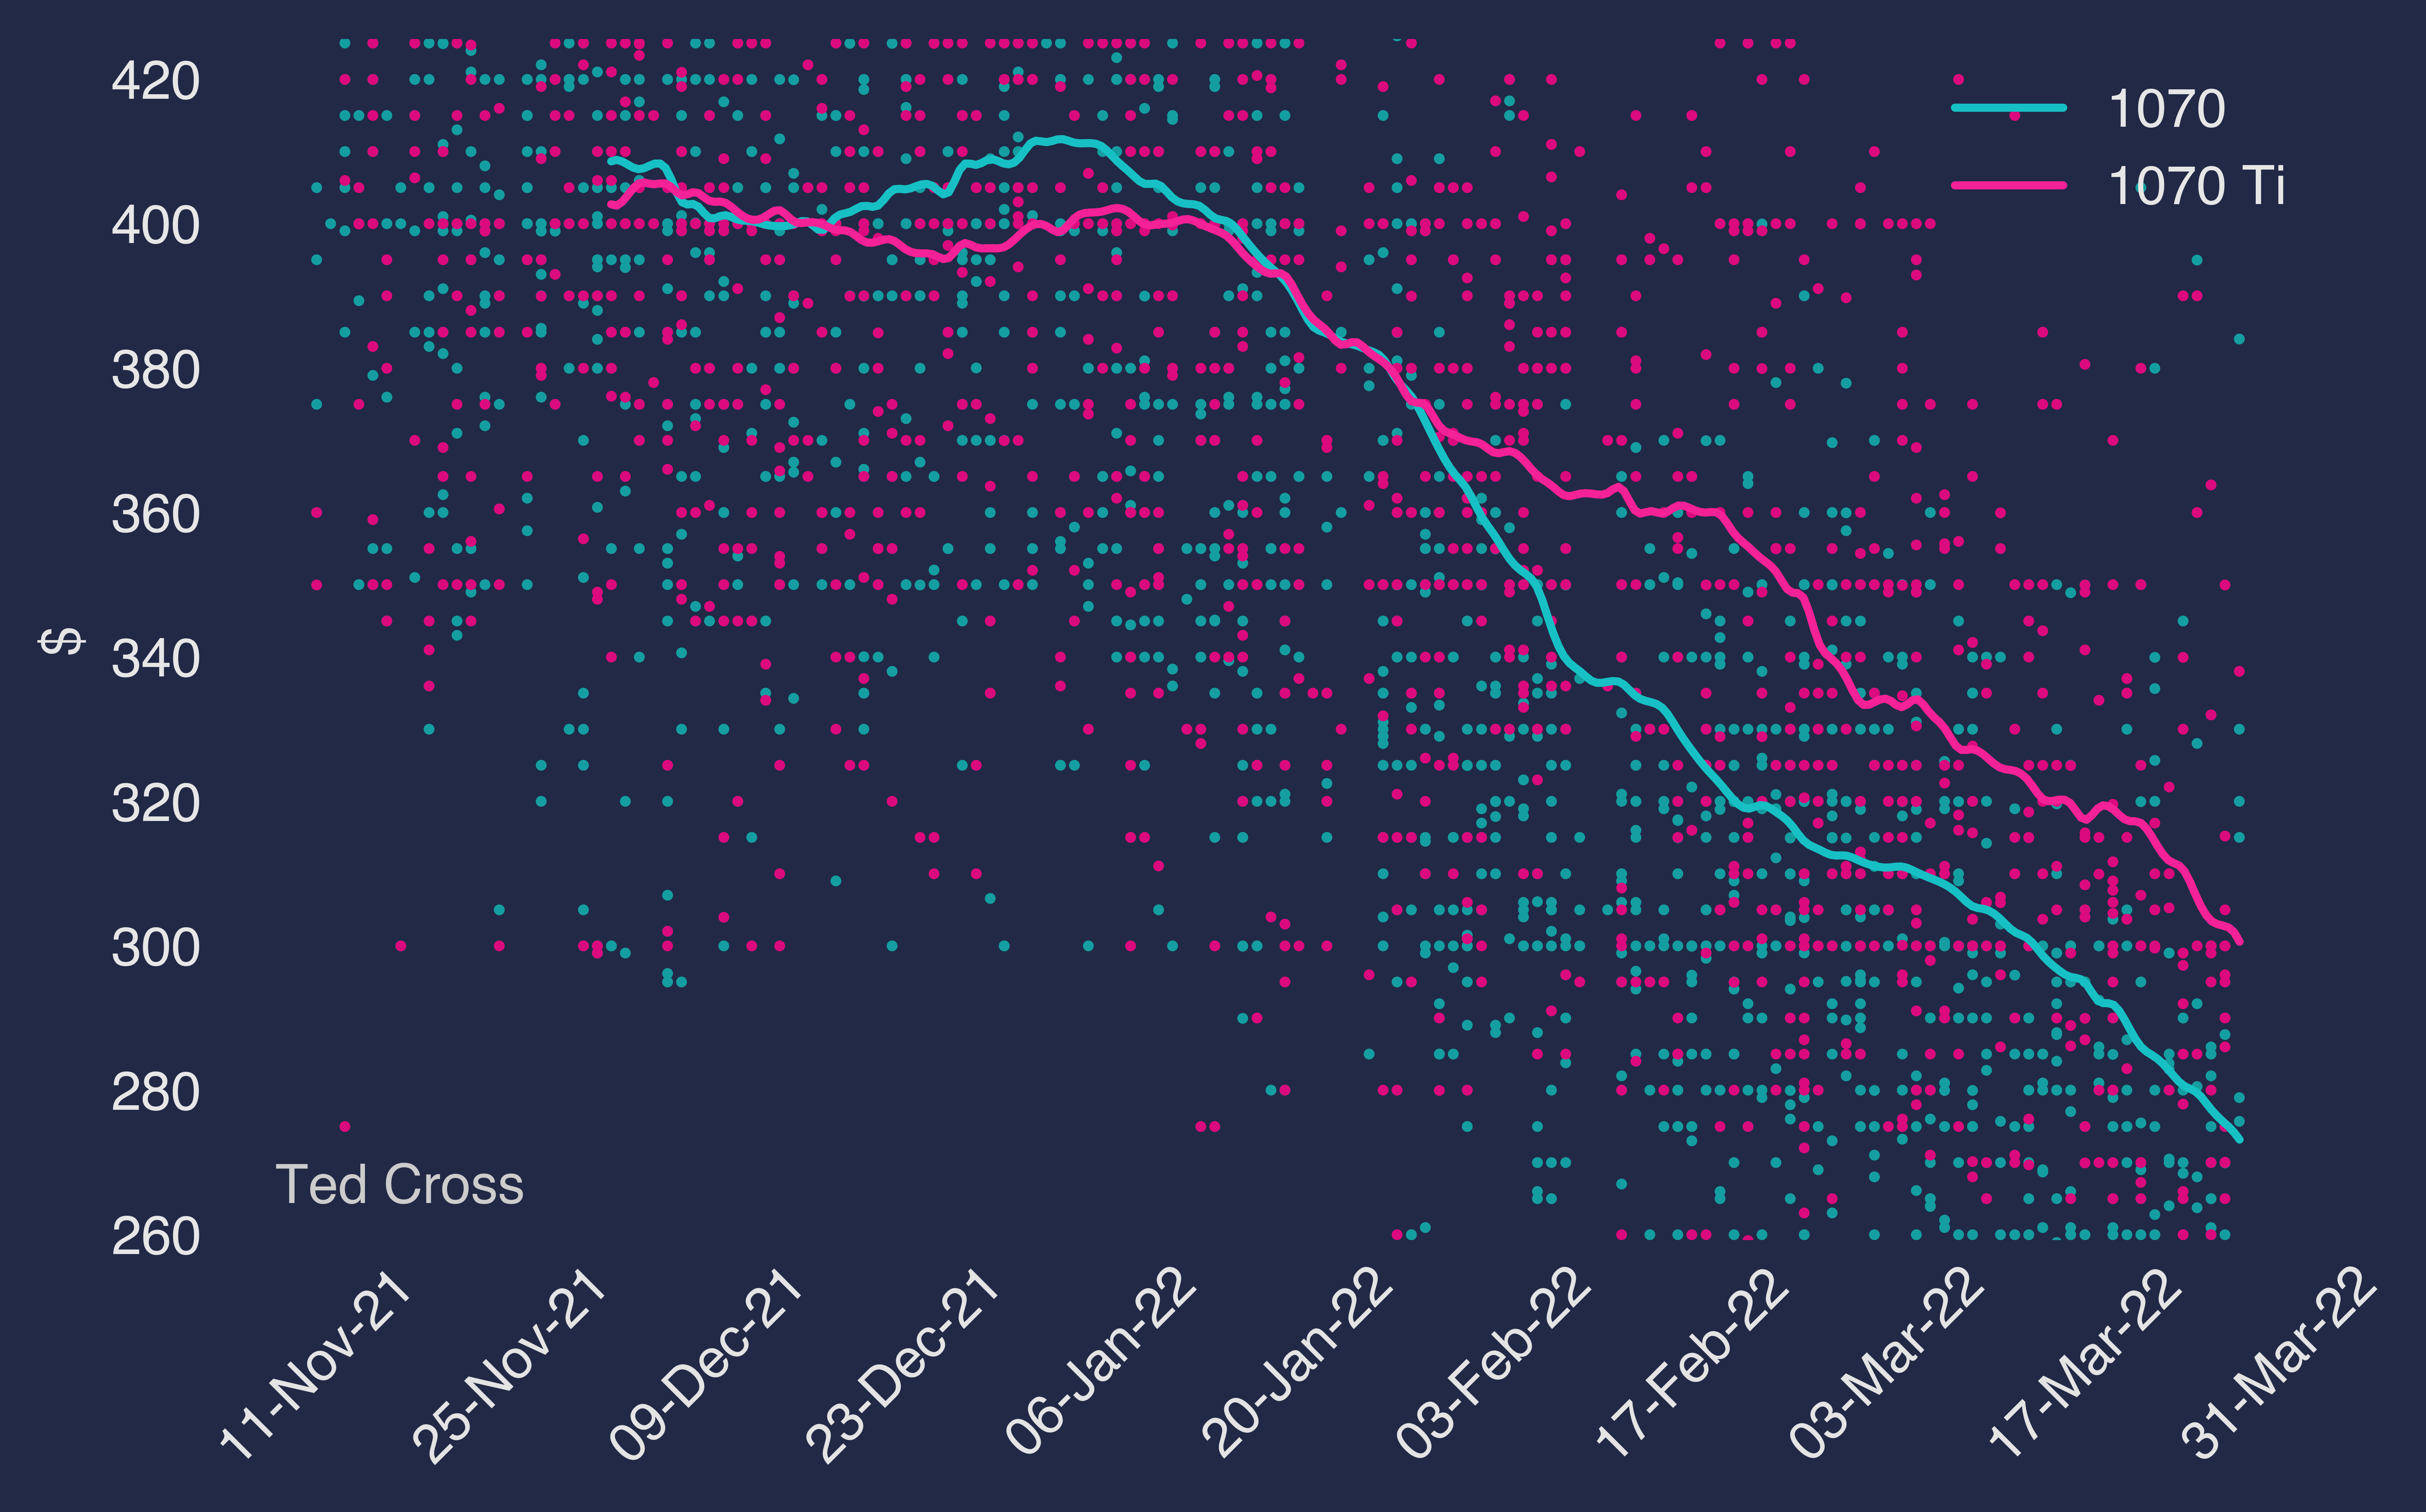 420
400
380
360
340
320
300
280
260
$
1070
1070 Ti
Ted Cross
11-Nov-21
25-Nov-21
09-Dec-21
23-Dec-21
06-Jan-22
20-Jan-22
03-Feb-22
17-Feb-22
03-Mar-22
17-Mar-22
31-Mar-22